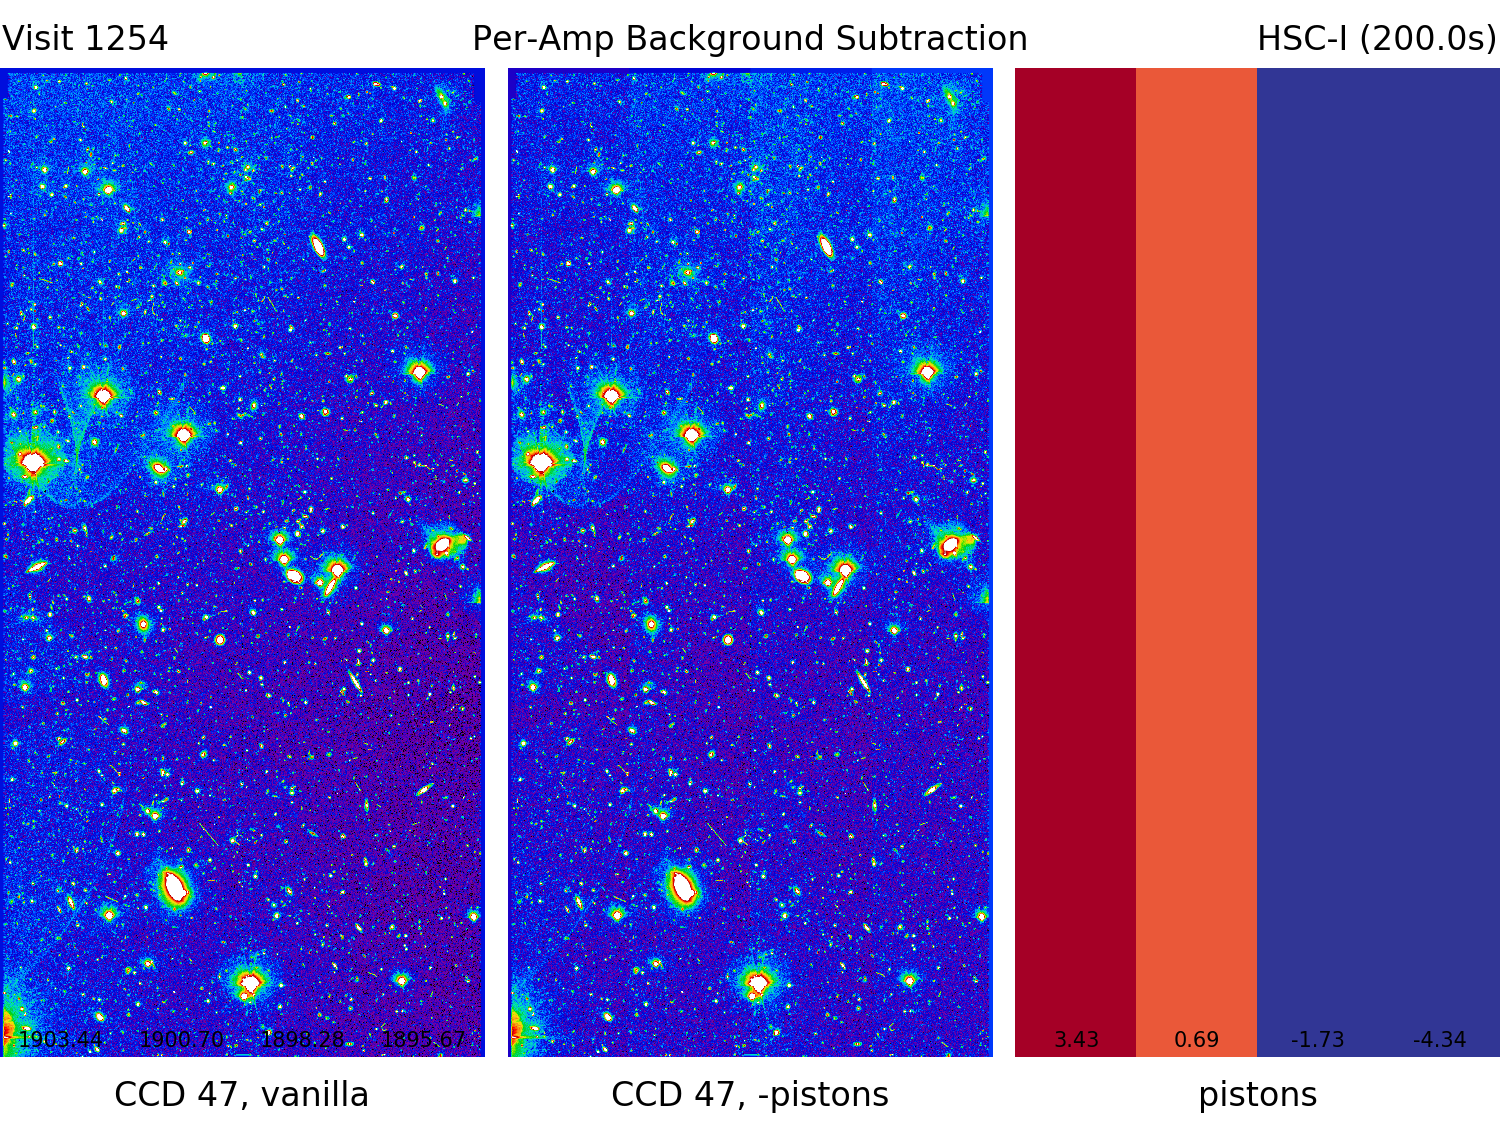 Visit 1254 Per-Amp Background Subtraction HSC-I (200.0s)
1903.44 1900.70 1898.28 1895.67 3.43 0.69 -1.73 -4.34
CCD 47, vanilla CCD 47, -pistons pistons